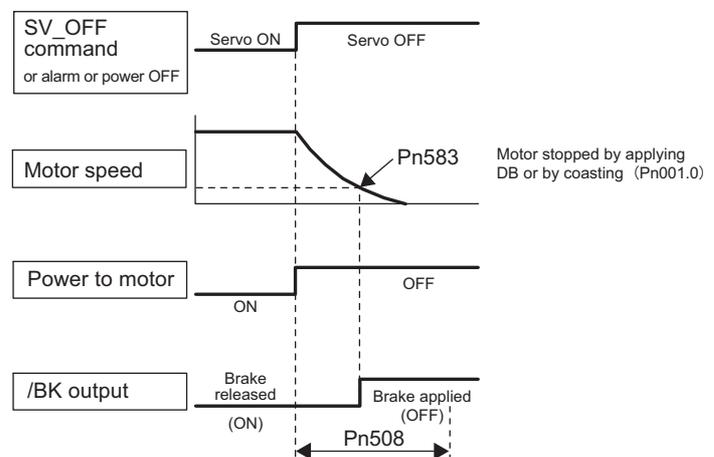 SV_OFF
command
or alarm or power OFF
Servo ON
Servo OFF
Motor speed
Pn583
Motor stopped by applying
DB or by coasting (Pn001.0)
Power to motor
ON
OFF
/BK output
Brake
released
(ON)
Brake applied
(OFF)
Pn508